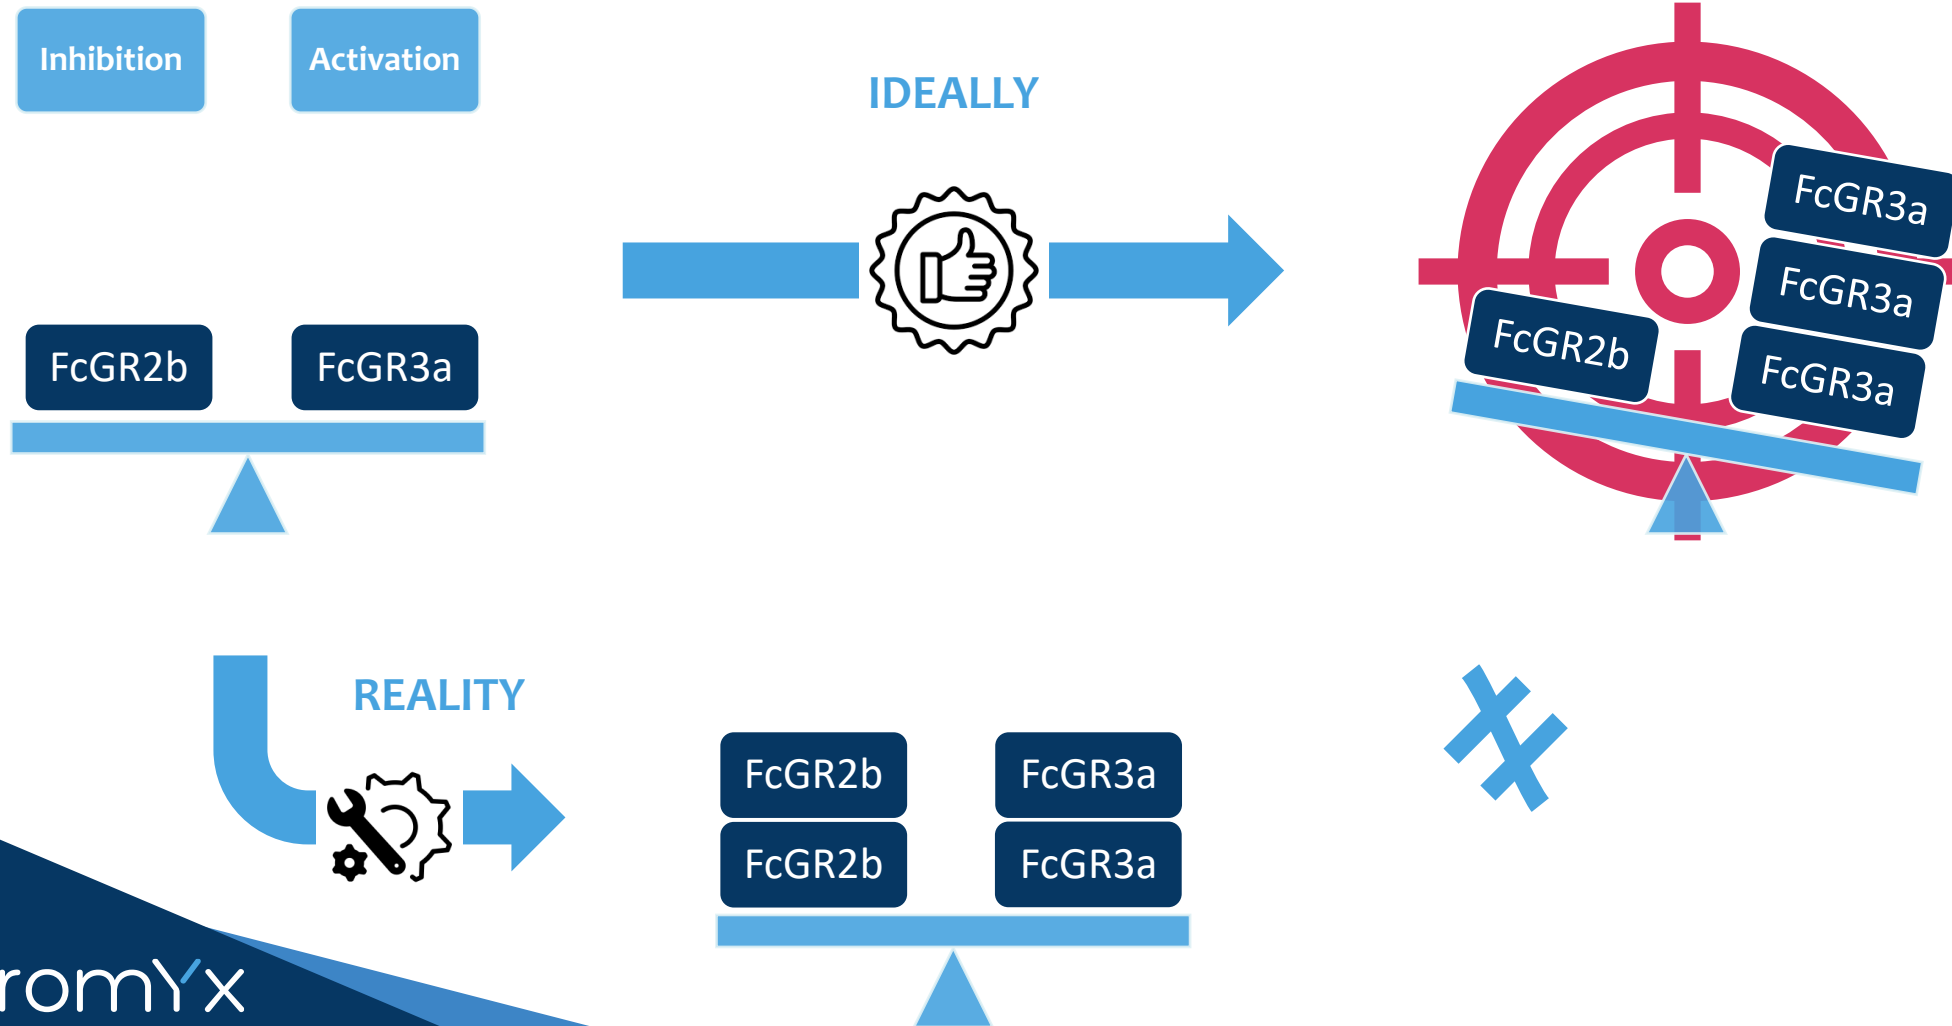 Inhibition
Activation
IDEALLY
FcGR2b
FcGR3a
FcGR3a
FcGR3a
FcGR2b
FcGR3a
REALITY
FcGR2b
FcGR3a
FcGR2b
FcGR3a
romYx